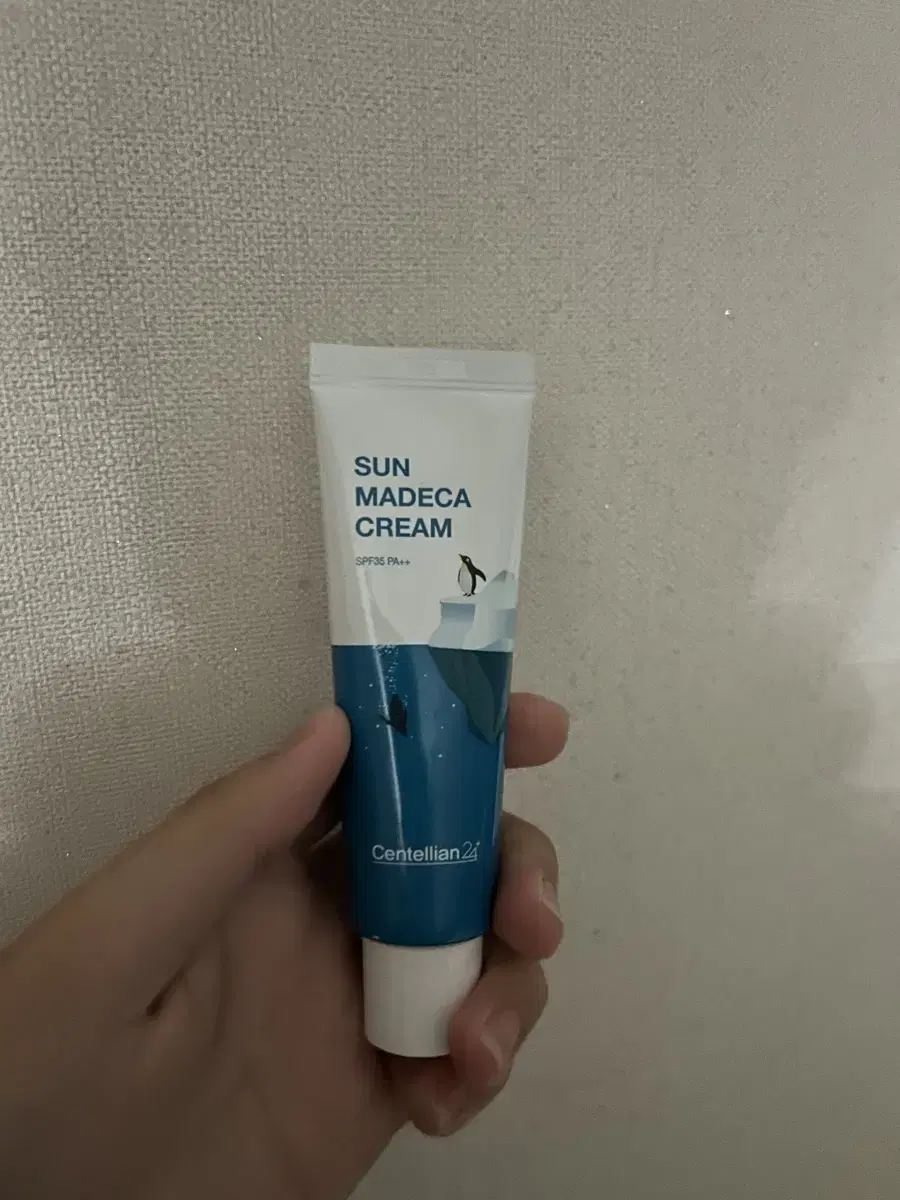 SUN
MADECA
CREAM
SPF35 PA++
Centellian24